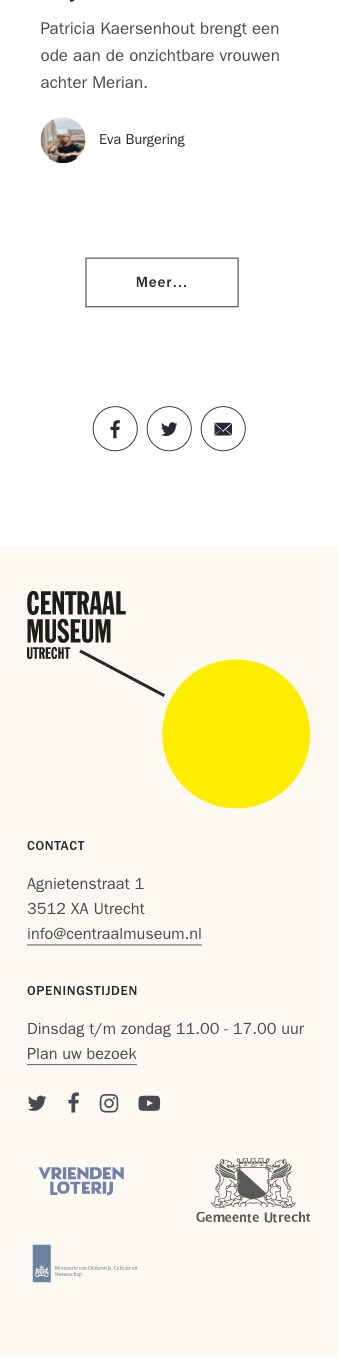 Patricia Kaersenhout brengt een
ode aan de onzichtbare vrouwen
achter Merian.
Eva Burgering
Meer...
CENTRAAL
MUSEUM
UTRECHT
CONTACT
Agnietenstraat 1
3512 XA Utrecht
info@centraalmuseum.nl
OPENINGSTIJDEN
Dinsdag t/m zondag 11.00 - 17.00 uur
Plan uw bezoek
VRIENDEN
LOTERIJ
Gemeente Utrecht
Ministerie van Onderwijs, Cultuur en
Wetenschap